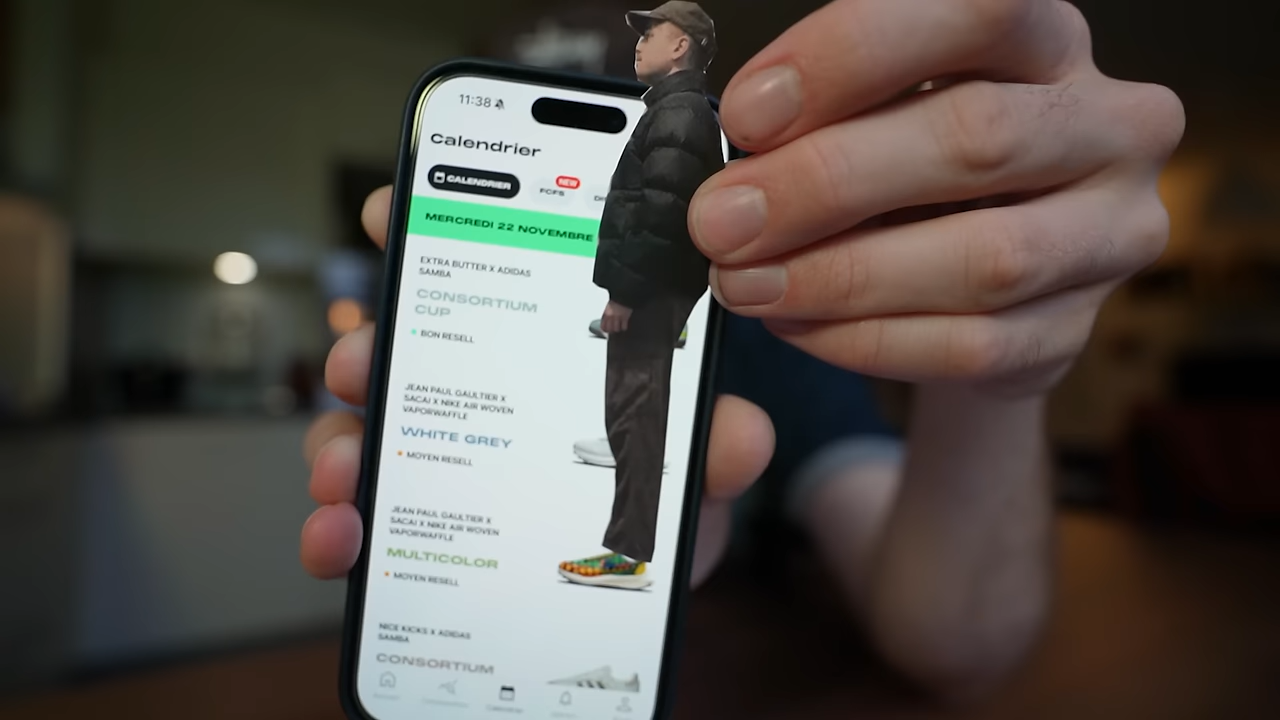 11:38
Calendrier
CALENDRIER
NEW
FCFS
MERCREDI 22 NOVEMBRE
EXTRA BUTTER X ADIDAS
SAMBA
CONSORTIUM
CUP
BON RESELL
JEAN PAUL GAULTIER X
SACAI X NIKE AIR WOVEN
VAPORWAFFLE
WHITE GREY
MOYEN RESELL
JEAN PAUL GAULTIER X
SACAI X NIKE AIR WOVEN
VAPORWAFFLE
MULTICOLOR
MOYEN RESELL
NICE KICKS X ADIDAS
SAMBA
CONSORTIUM
Calendrier